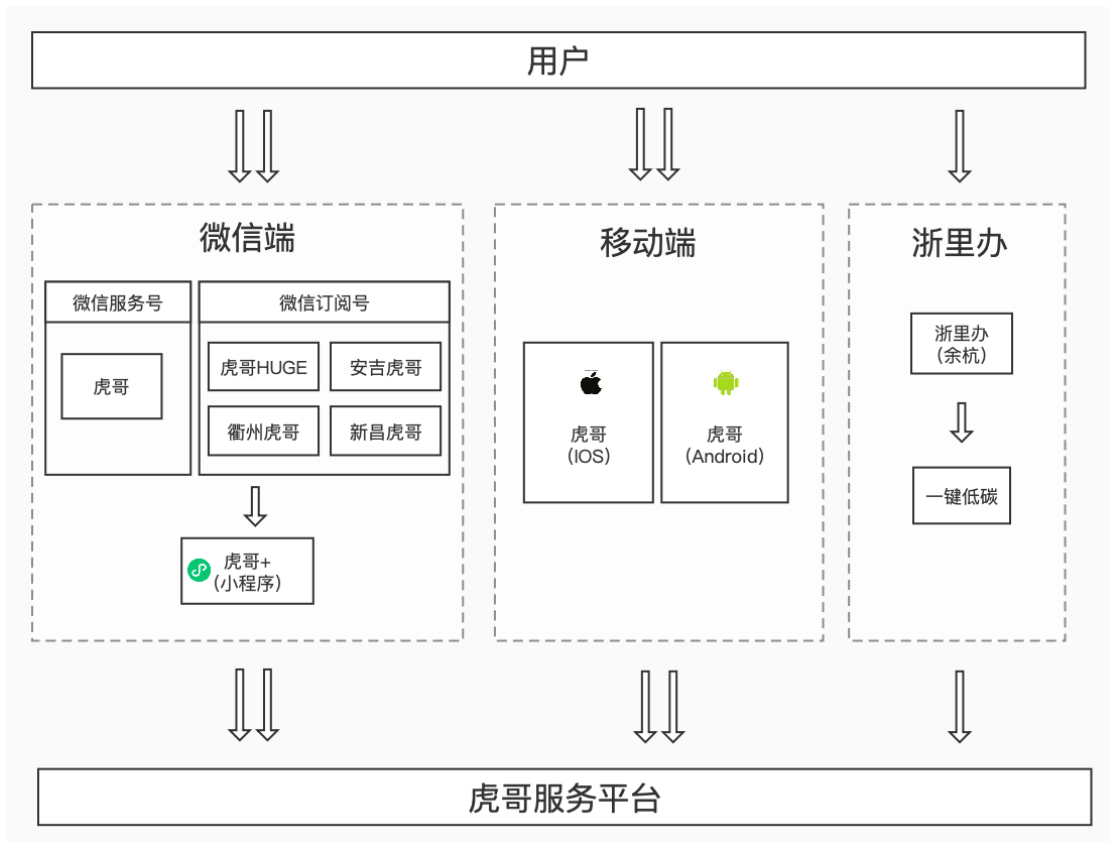 用户
微信端
微信服务号
虎哥
微信订阅号
虎哥HUGE
安吉虎哥
衢州虎哥
新昌虎哥
虎哥+
(小程序)
移动端
虎哥
(IOS)
虎哥
(Android)
浙里办
浙里办
(余杭)
一键低碳
虎哥服务平台